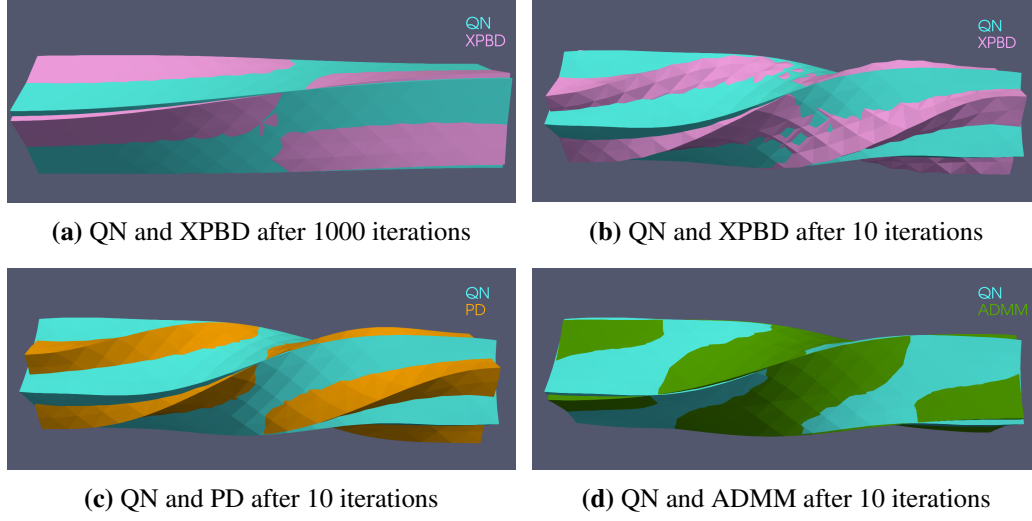 QN
XPBD
QN
XPBD
(a) QN and XPBD after 1000 iterations
(b) QN and XPBD after 10 iterations
QN
PD
QN
ADMM
(c) QN and PD after 10 iterations
(d) QN and ADMM after 10 iterations